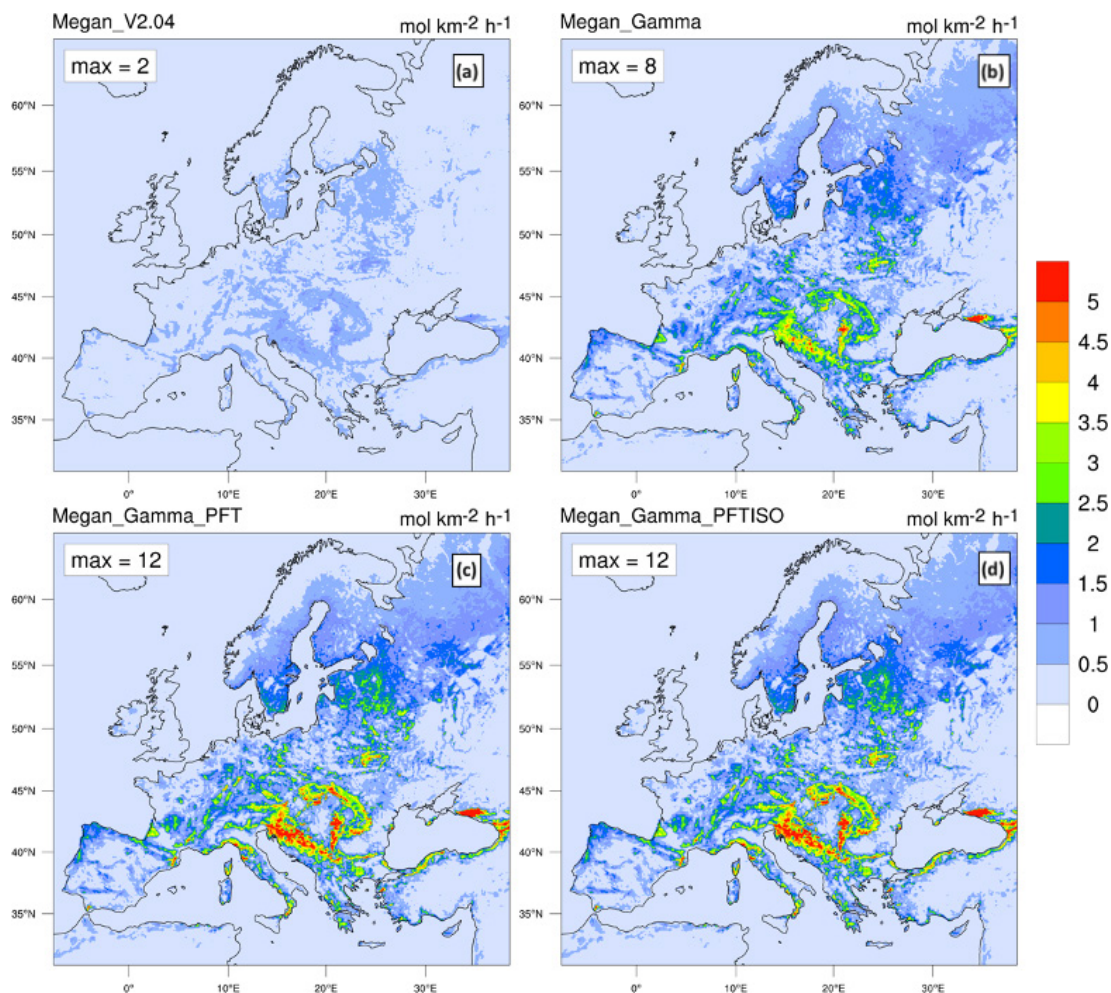 Megan_V2.04 mol km-2 h-1
max = 2 (a)
60°N
55°N
50°N
45°N
40°N
35°N
0° 10°E 20°E 30°E
Megan_Gamma mol km-2 h-1
max = 8 (b)
60°N
55°N
50°N
45°N
40°N
35°N
0° 10°E 20°E 30°E
Megan_Gamma_PFT mol km-2 h-1
max = 12 (c)
60°N
55°N
50°N
45°N
40°N
35°N
0° 10°E 20°E 30°E
Megan_Gamma_PFTISO mol km-2 h-1
max = 12 (d)
60°N
55°N
50°N
45°N
40°N
35°N
0° 10°E 20°E 30°E
5
4.5
4
3.5
3
2.5
2
1.5
1
0.5
0